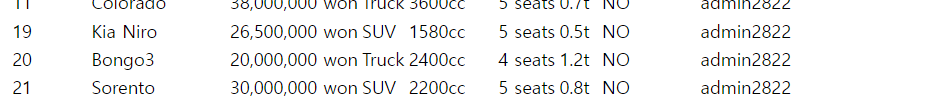 11 Colorado 38,000,000 won Truck 3600cc 5 seats 0.7t NO admin2822
19 Kia Niro 26,500,000 won SUV 1580cc 5 seats 0.5t NO admin2822
20 Bongo3 20,000,000 won Truck 2400cc 4 seats 1.2t NO admin2822
21 Sorento 30,000,000 won SUV 2200cc 5 seats 0.8t NO admin2822